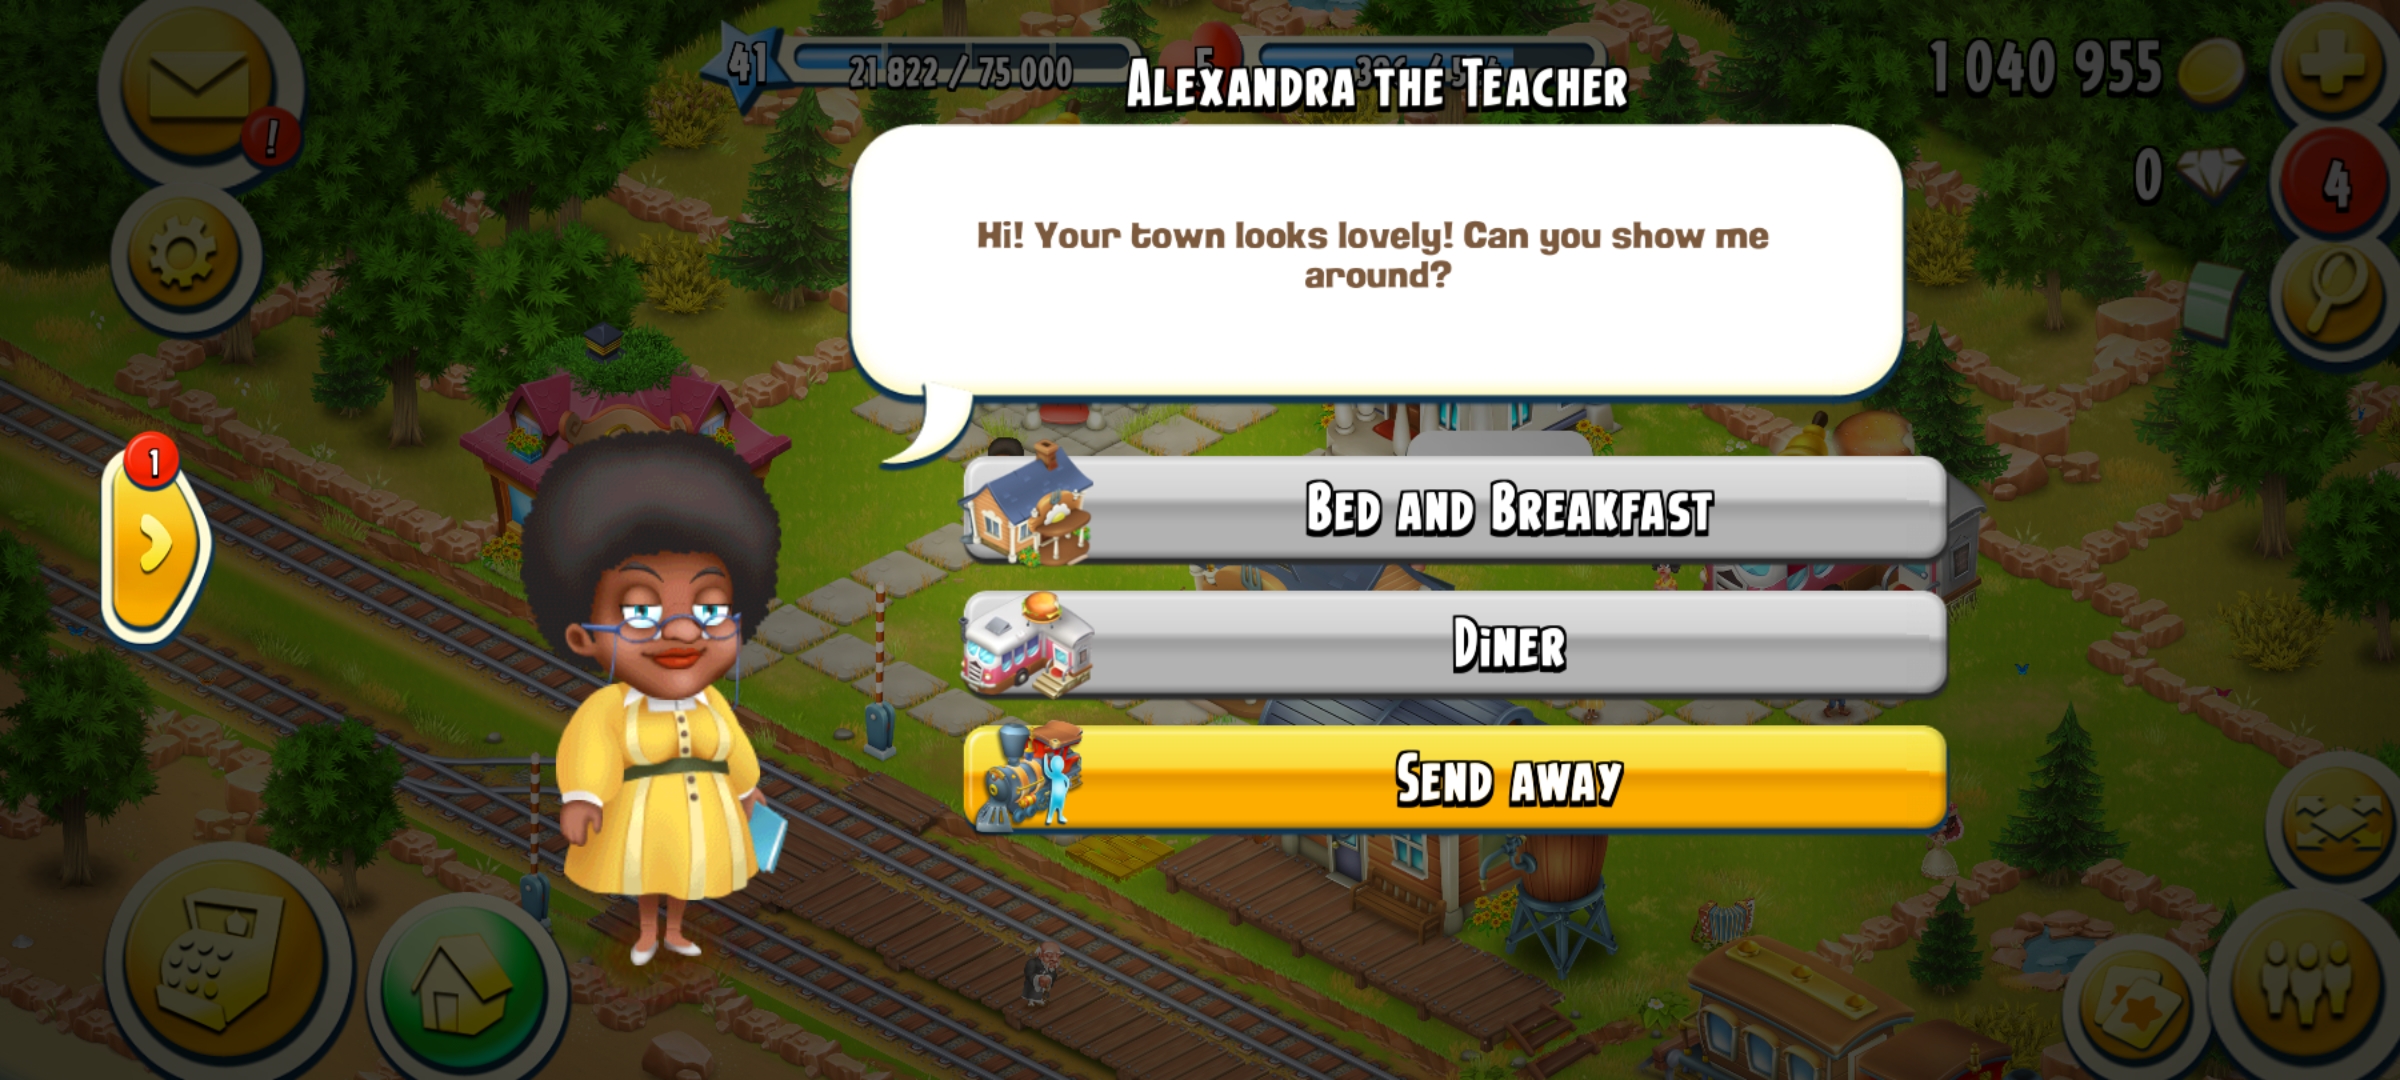 41
21 822 / 75 000
5
1 040 955
ALEXANDRA THE TEACHER
!
0
4
Hi! Your town looks lovely! Can you show me
around?
1
BED AND BREAKFAST
DINER
SEND AWAY